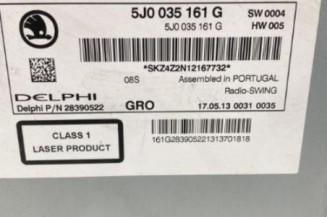 5J0 035 161 G SW 0004
5J0 035 161 G HW 005
*SKZ4Z2N12167732*
08S Assembled in PORTUGAL
Radio-SWING
DELPHI
Delphi P/N 28390522 GRO 17.05.13 0031 0035
CLASS 1
LASER PRODUCT
161G283905221313701818